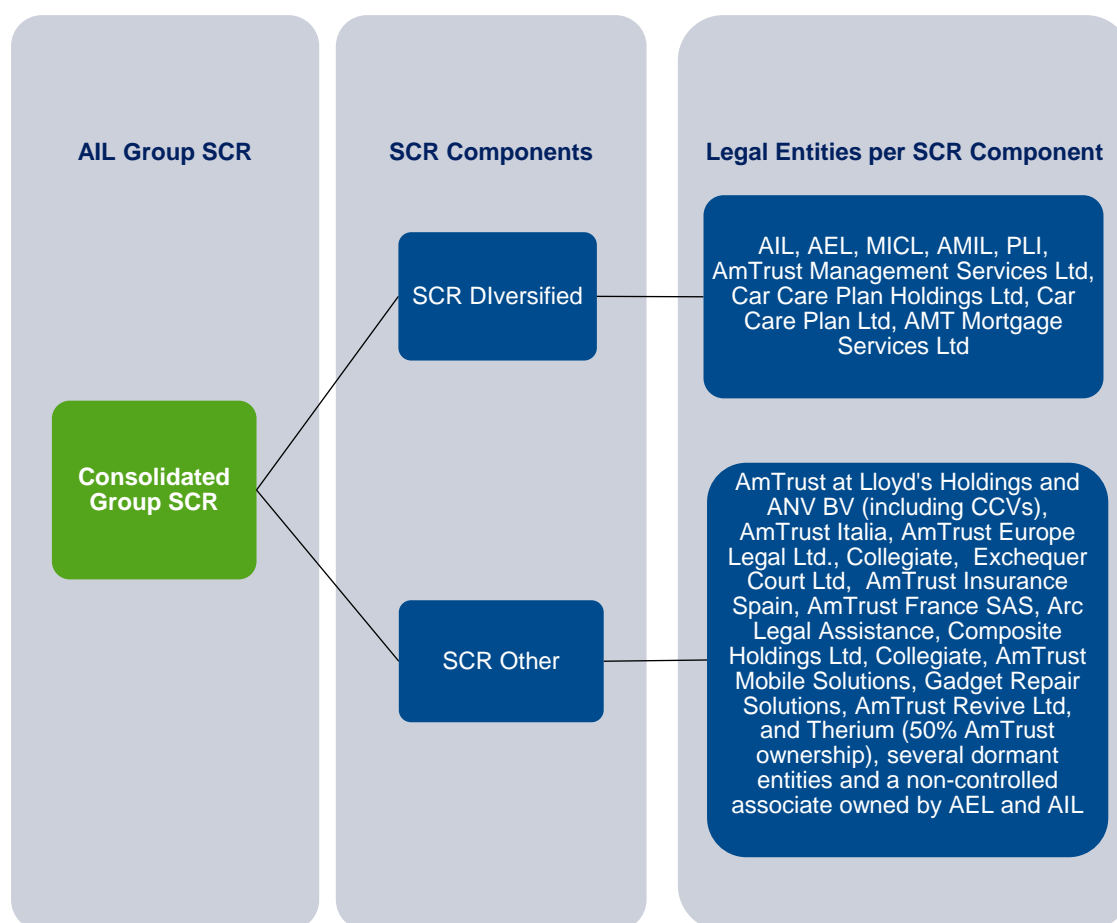 AIL Group SCR
SCR Components
Legal Entities per SCR Component
Consolidated
Group SCR
SCR DIversified
SCR Other
AIL, AEL, MICL, AMIL, PLI,
AmTrust Management Services Ltd,
Car Care Plan Holdings Ltd, Car
Care Plan Ltd, AMT Mortgage
Services Ltd
AmTrust at Lloyd's Holdings and
ANV BV (including CCVs),
AmTrust Italia, AmTrust Europe
Legal Ltd., Collegiate, Exchequer
Court Ltd, AmTrust Insurance
Spain, AmTrust France SAS, Arc
Legal Assistance, Composite
Holdings Ltd, Collegiate, AmTrust
Mobile Solutions, Gadget Repair
Solutions, AmTrust Revive Ltd,
and Therium (50% AmTrust
ownership), several dormant
entities and a non-controlled
associate owned by AEL and AIL